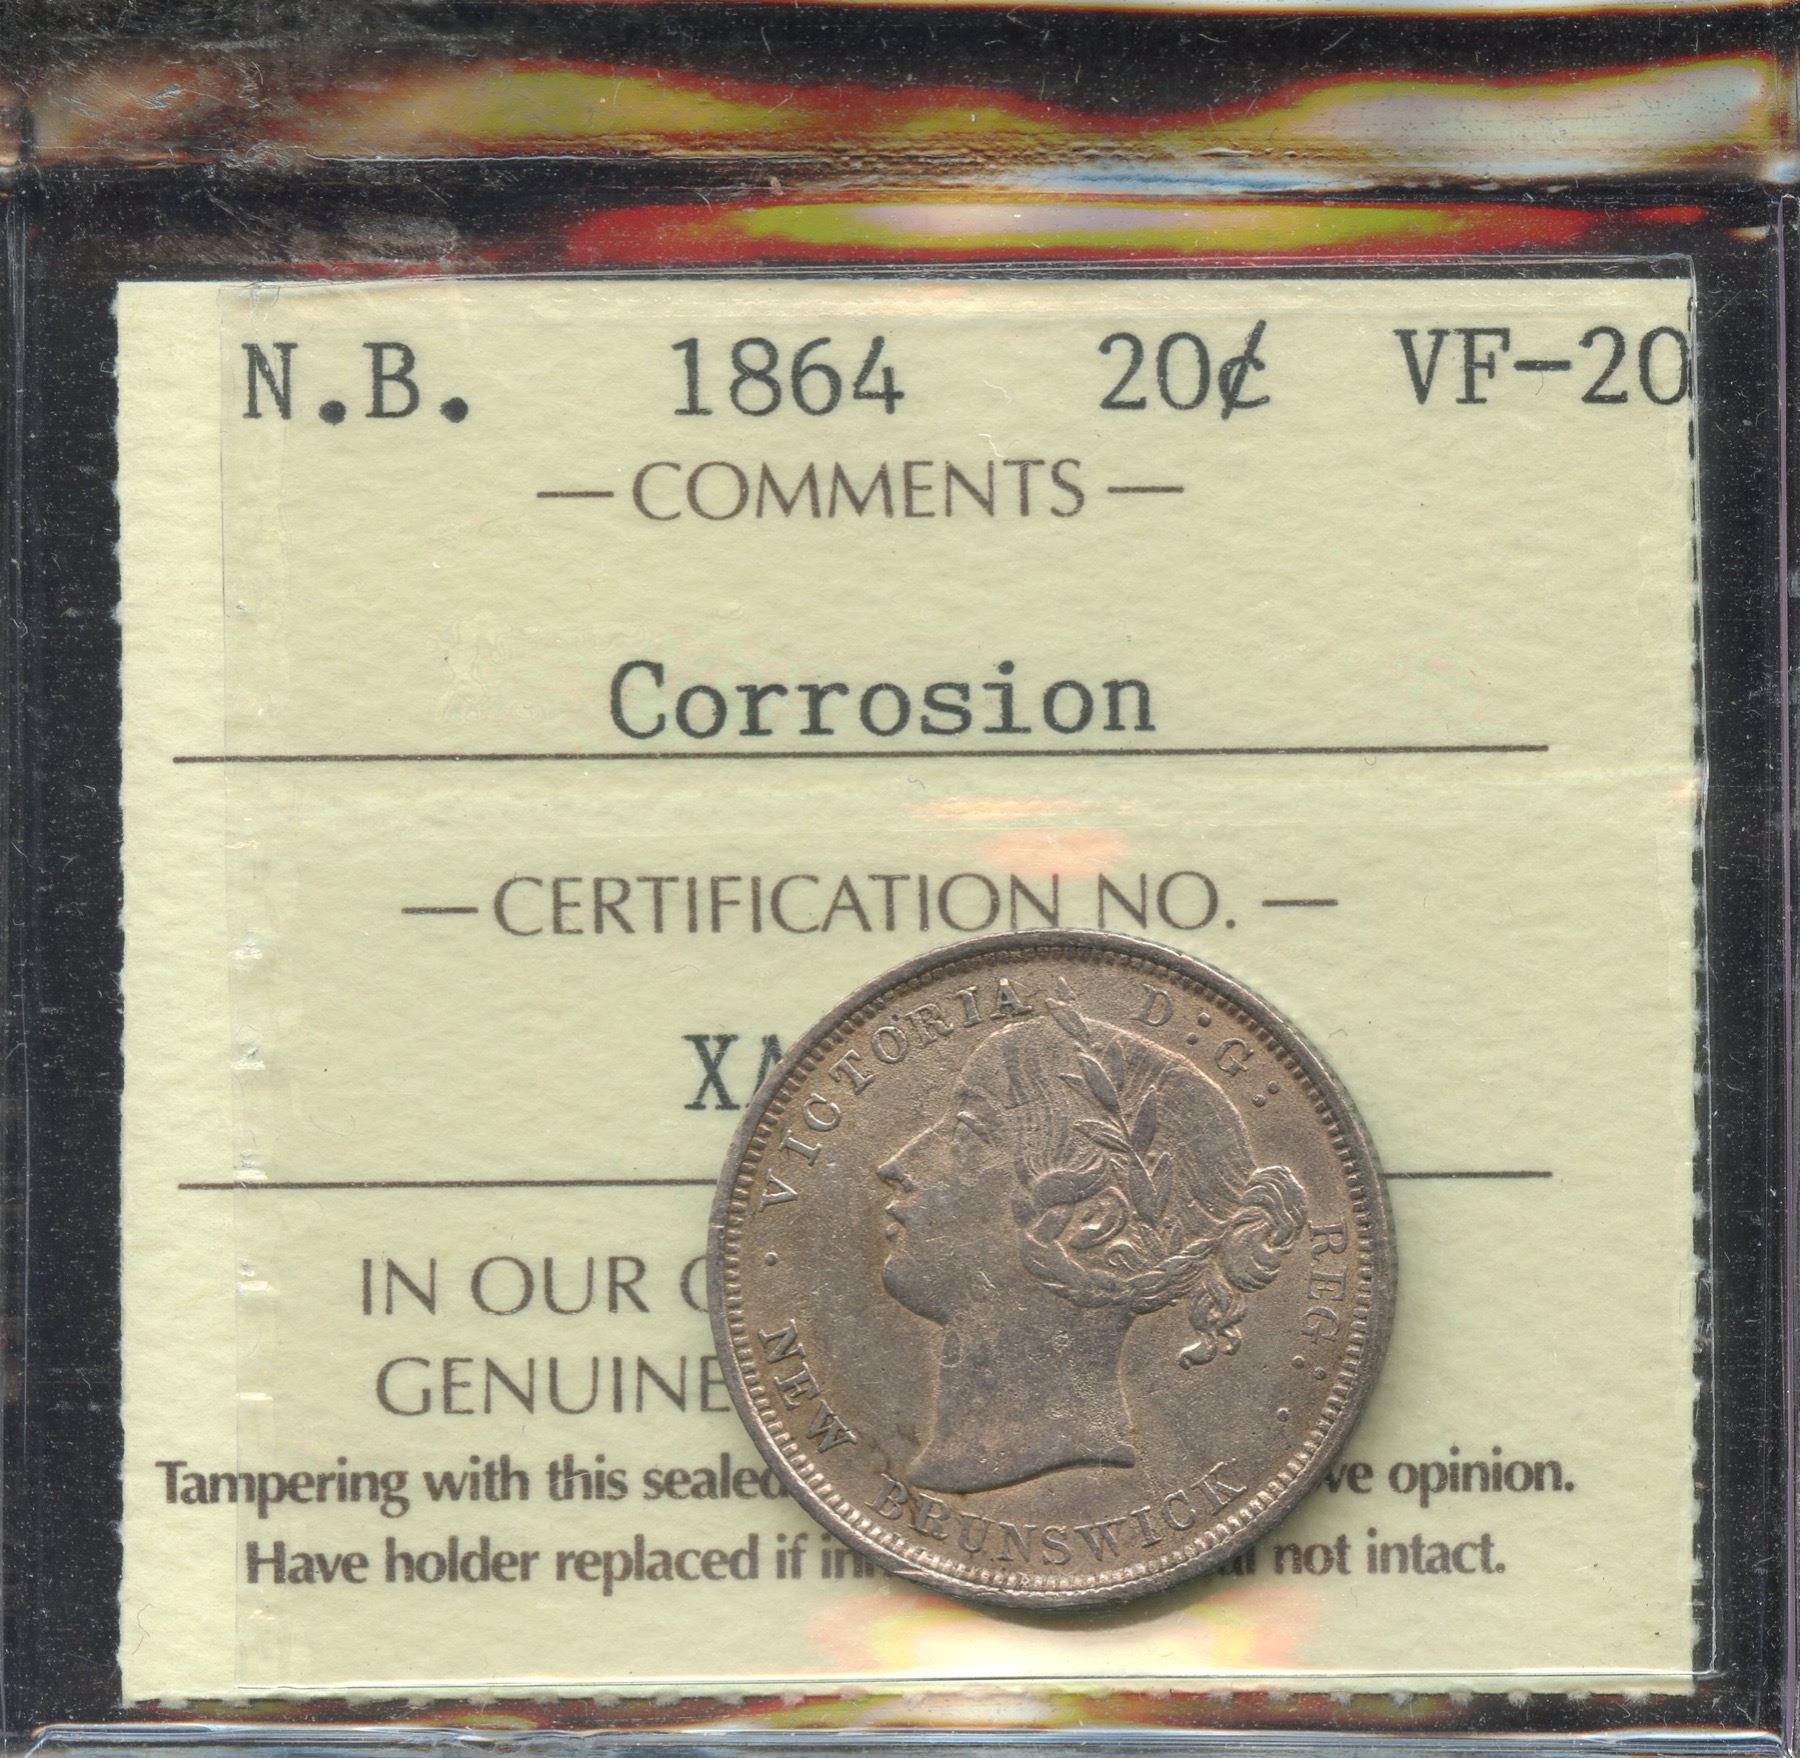 N.B. 1864 20¢ VF-20
—COMMENTS—
Corrosion
—CERTIFICATION NO.—
XA
IN OUR
GENUINE
Tampering with this sealed ve opinion.
Have holder replaced if in not intact.
· VICTORIA D: G: REG: ·
· NEW BRUNSWICK ·